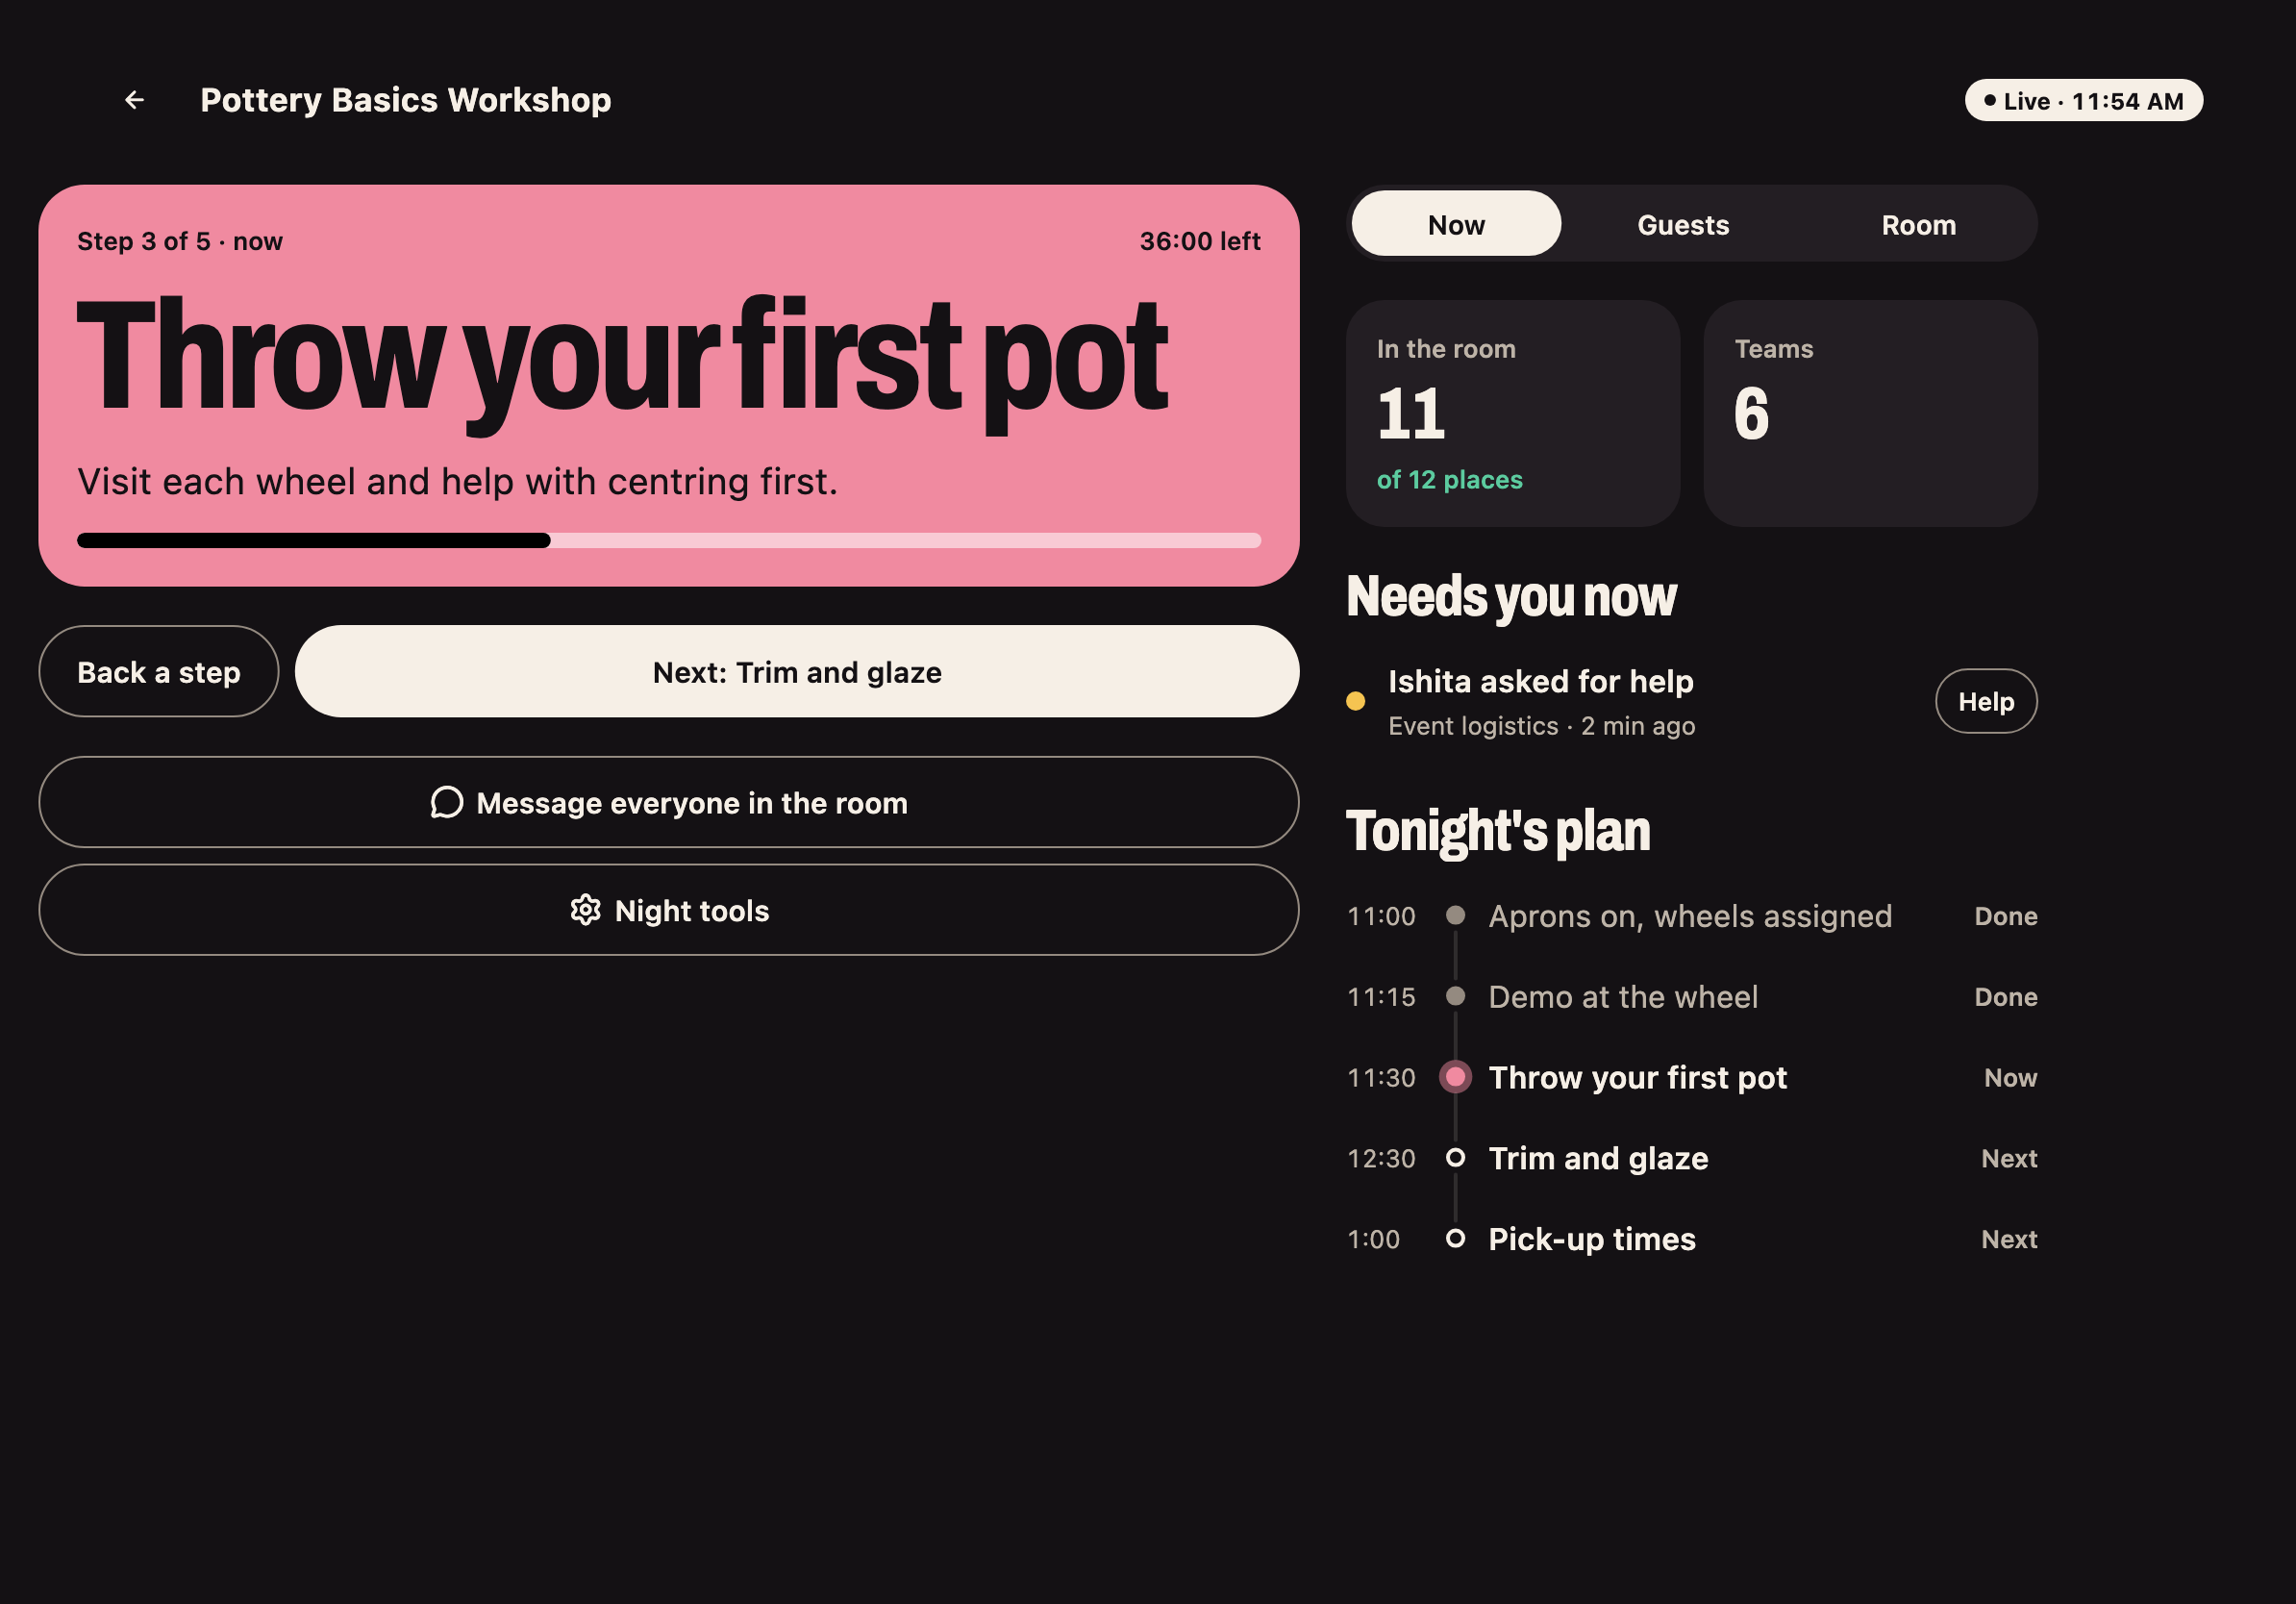 Pottery Basics Workshop
Live · 11:54 AM
Step 3 of 5 · now
36:00 left
Throw your first pot
Visit each wheel and help with centring first.
Back a step
Next: Trim and glaze
Message everyone in the room
Night tools
Now
Guests
Room
In the room
11
of 12 places
Teams
6
Needs you now
Ishita asked for help
Event logistics · 2 min ago
Help
Tonight's plan
11:00 Aprons on, wheels assigned Done
11:15 Demo at the wheel Done
11:30 Throw your first pot Now
12:30 Trim and glaze Next
1:00 Pick-up times Next